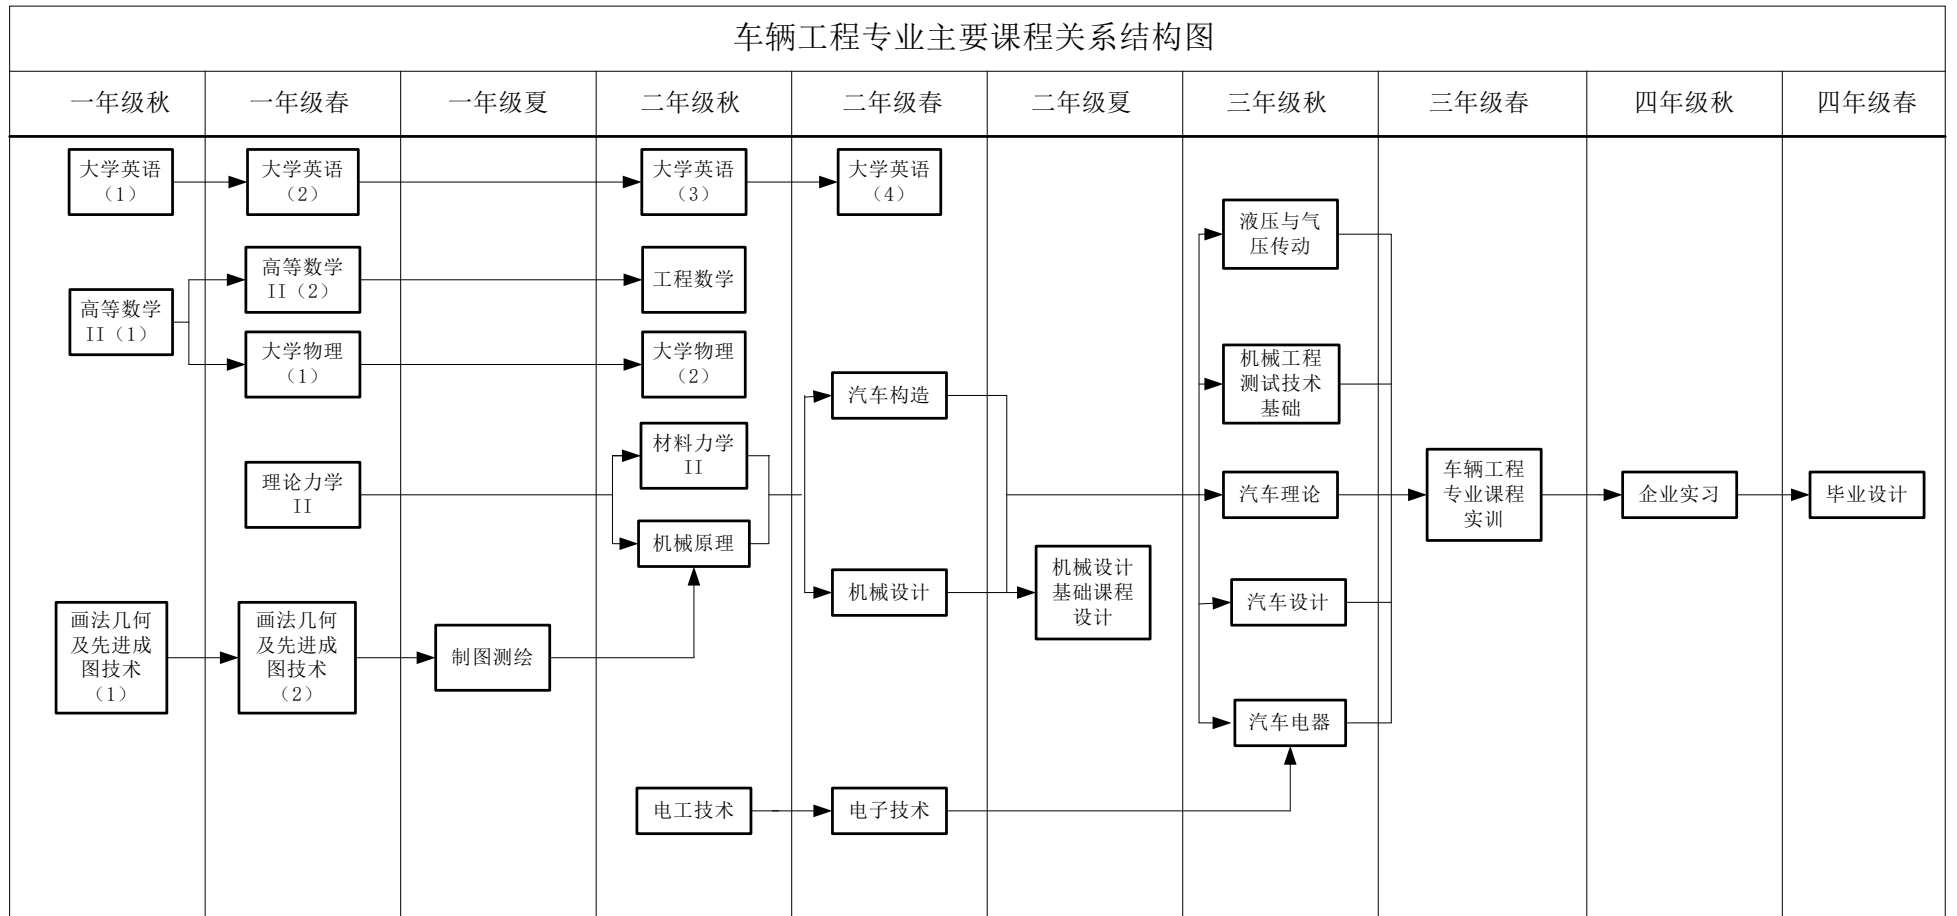 车辆工程专业主要课程关系结构图
一年级秋
一年级春
一年级夏
二年级秋
二年级春
二年级夏
三年级秋
三年级春
四年级秋
四年级春
大学英语
（1）
大学英语
（2）
大学英语
（3）
大学英语
（4）
高等数学
II（1）
高等数学
II（2）
工程数学
大学物理
（1）
大学物理
（2）
理论力学
II
材料力学
II
机械原理
画法几何
及先进成
图技术
（1）
画法几何
及先进成
图技术
（2）
制图测绘
电工技术
电子技术
汽车构造
机械设计
机械设计
基础课程
设计
液压与气
压传动
机械工程
测试技术
基础
汽车理论
汽车设计
汽车电器
车辆工程
专业课程
实训
企业实习
毕业设计